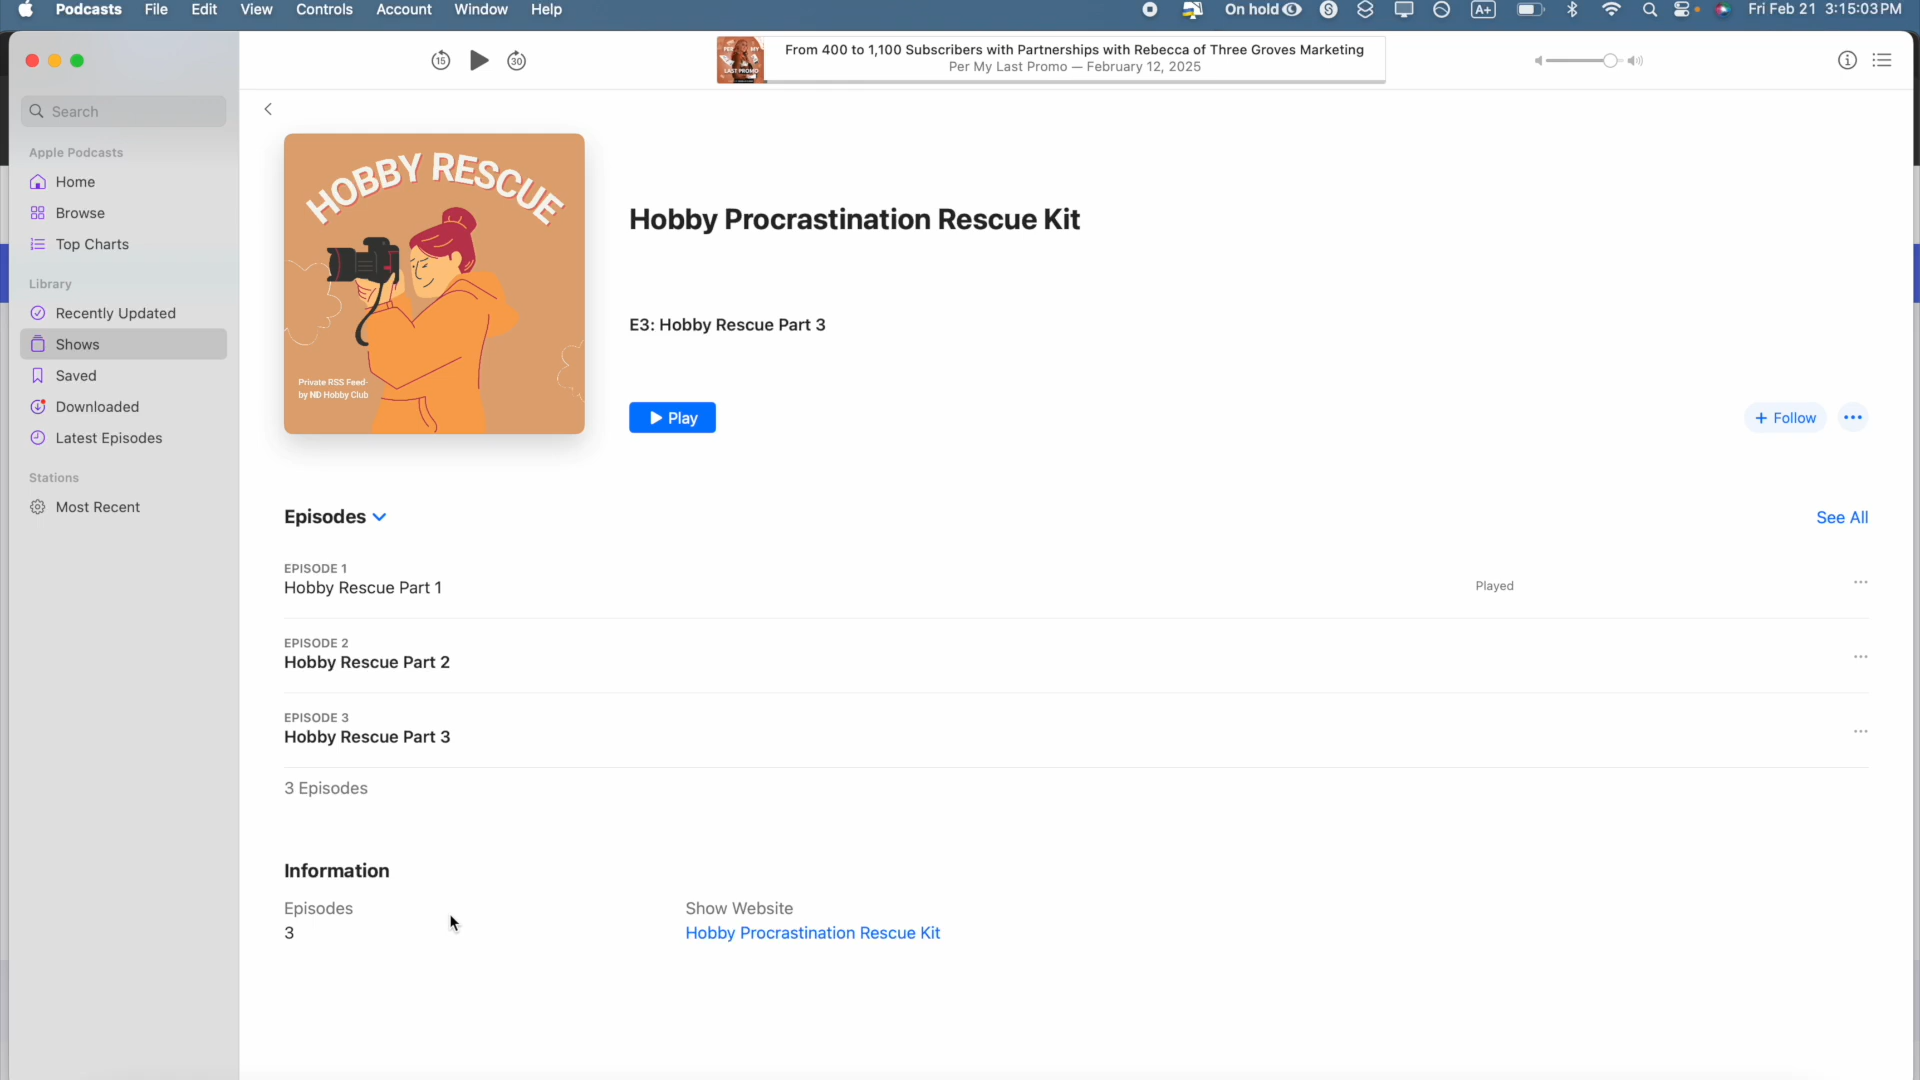 Podcasts File Edit View Controls Account Window Help On hold Fri Feb 21 3:15:03 PM
15 30
From 400 to 1,100 Subscribers with Partnerships with Rebecca of Three Groves Marketing
Per My Last Promo — February 12, 2025
Search
Apple Podcasts
Home
Browse
Top Charts
Library
Recently Updated
Shows
Saved
Downloaded
Latest Episodes
Stations
Most Recent
HOBBY RESCUE
Private RSS Feed-
by ND Hobby Club
Hobby Procrastination Rescue Kit
E3: Hobby Rescue Part 3
Play
+ Follow
Episodes
See All
EPISODE 1
Hobby Rescue Part 1
Played
EPISODE 2
Hobby Rescue Part 2
EPISODE 3
Hobby Rescue Part 3
3 Episodes
Information
Episodes
3
Show Website
Hobby Procrastination Rescue Kit